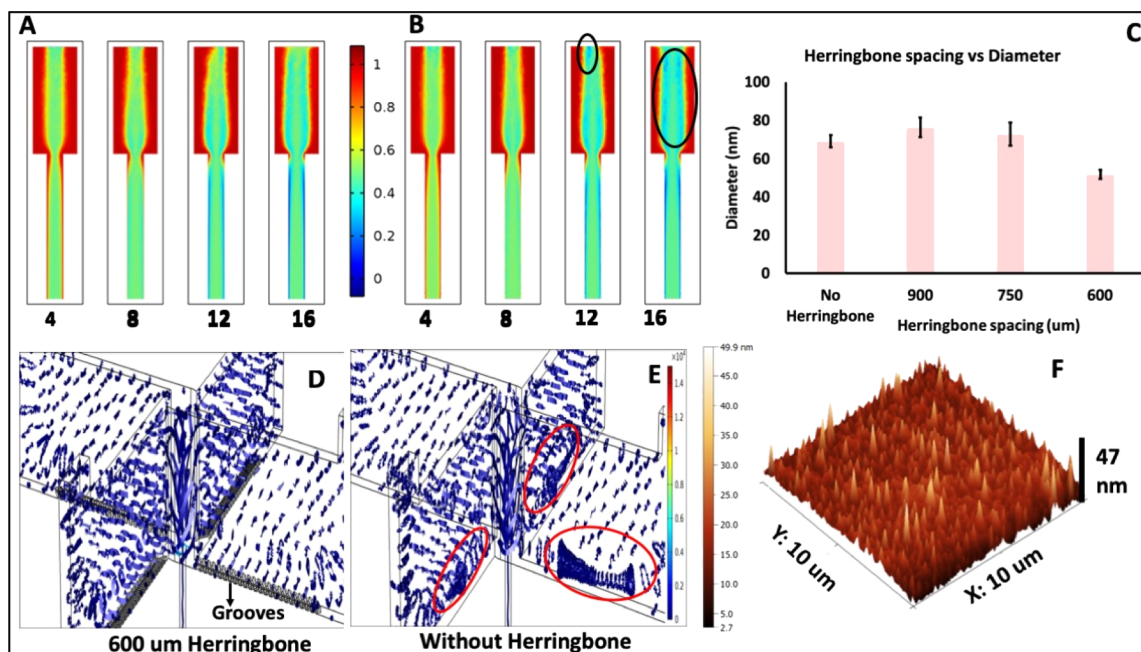 A
B
C
1
0.8
0.6
0.4
0.2
0
4
8
12
16
4
8
12
16
Herringbone spacing vs Diameter
Diameter (nm)
100
80
60
40
20
0
No
Herringbone
900
750
600
Herringbone spacing (um)
D
Grooves
600 um Herringbone
E
Without Herringbone
×10⁴
1.4
1.2
1
0.8
0.6
0.4
0.2
0
49.9 nm
45.0
40.0
35.0
30.0
25.0
20.0
15.0
10.0
5.7
2.7
F
47
nm
Y: 10 um
X: 10 um